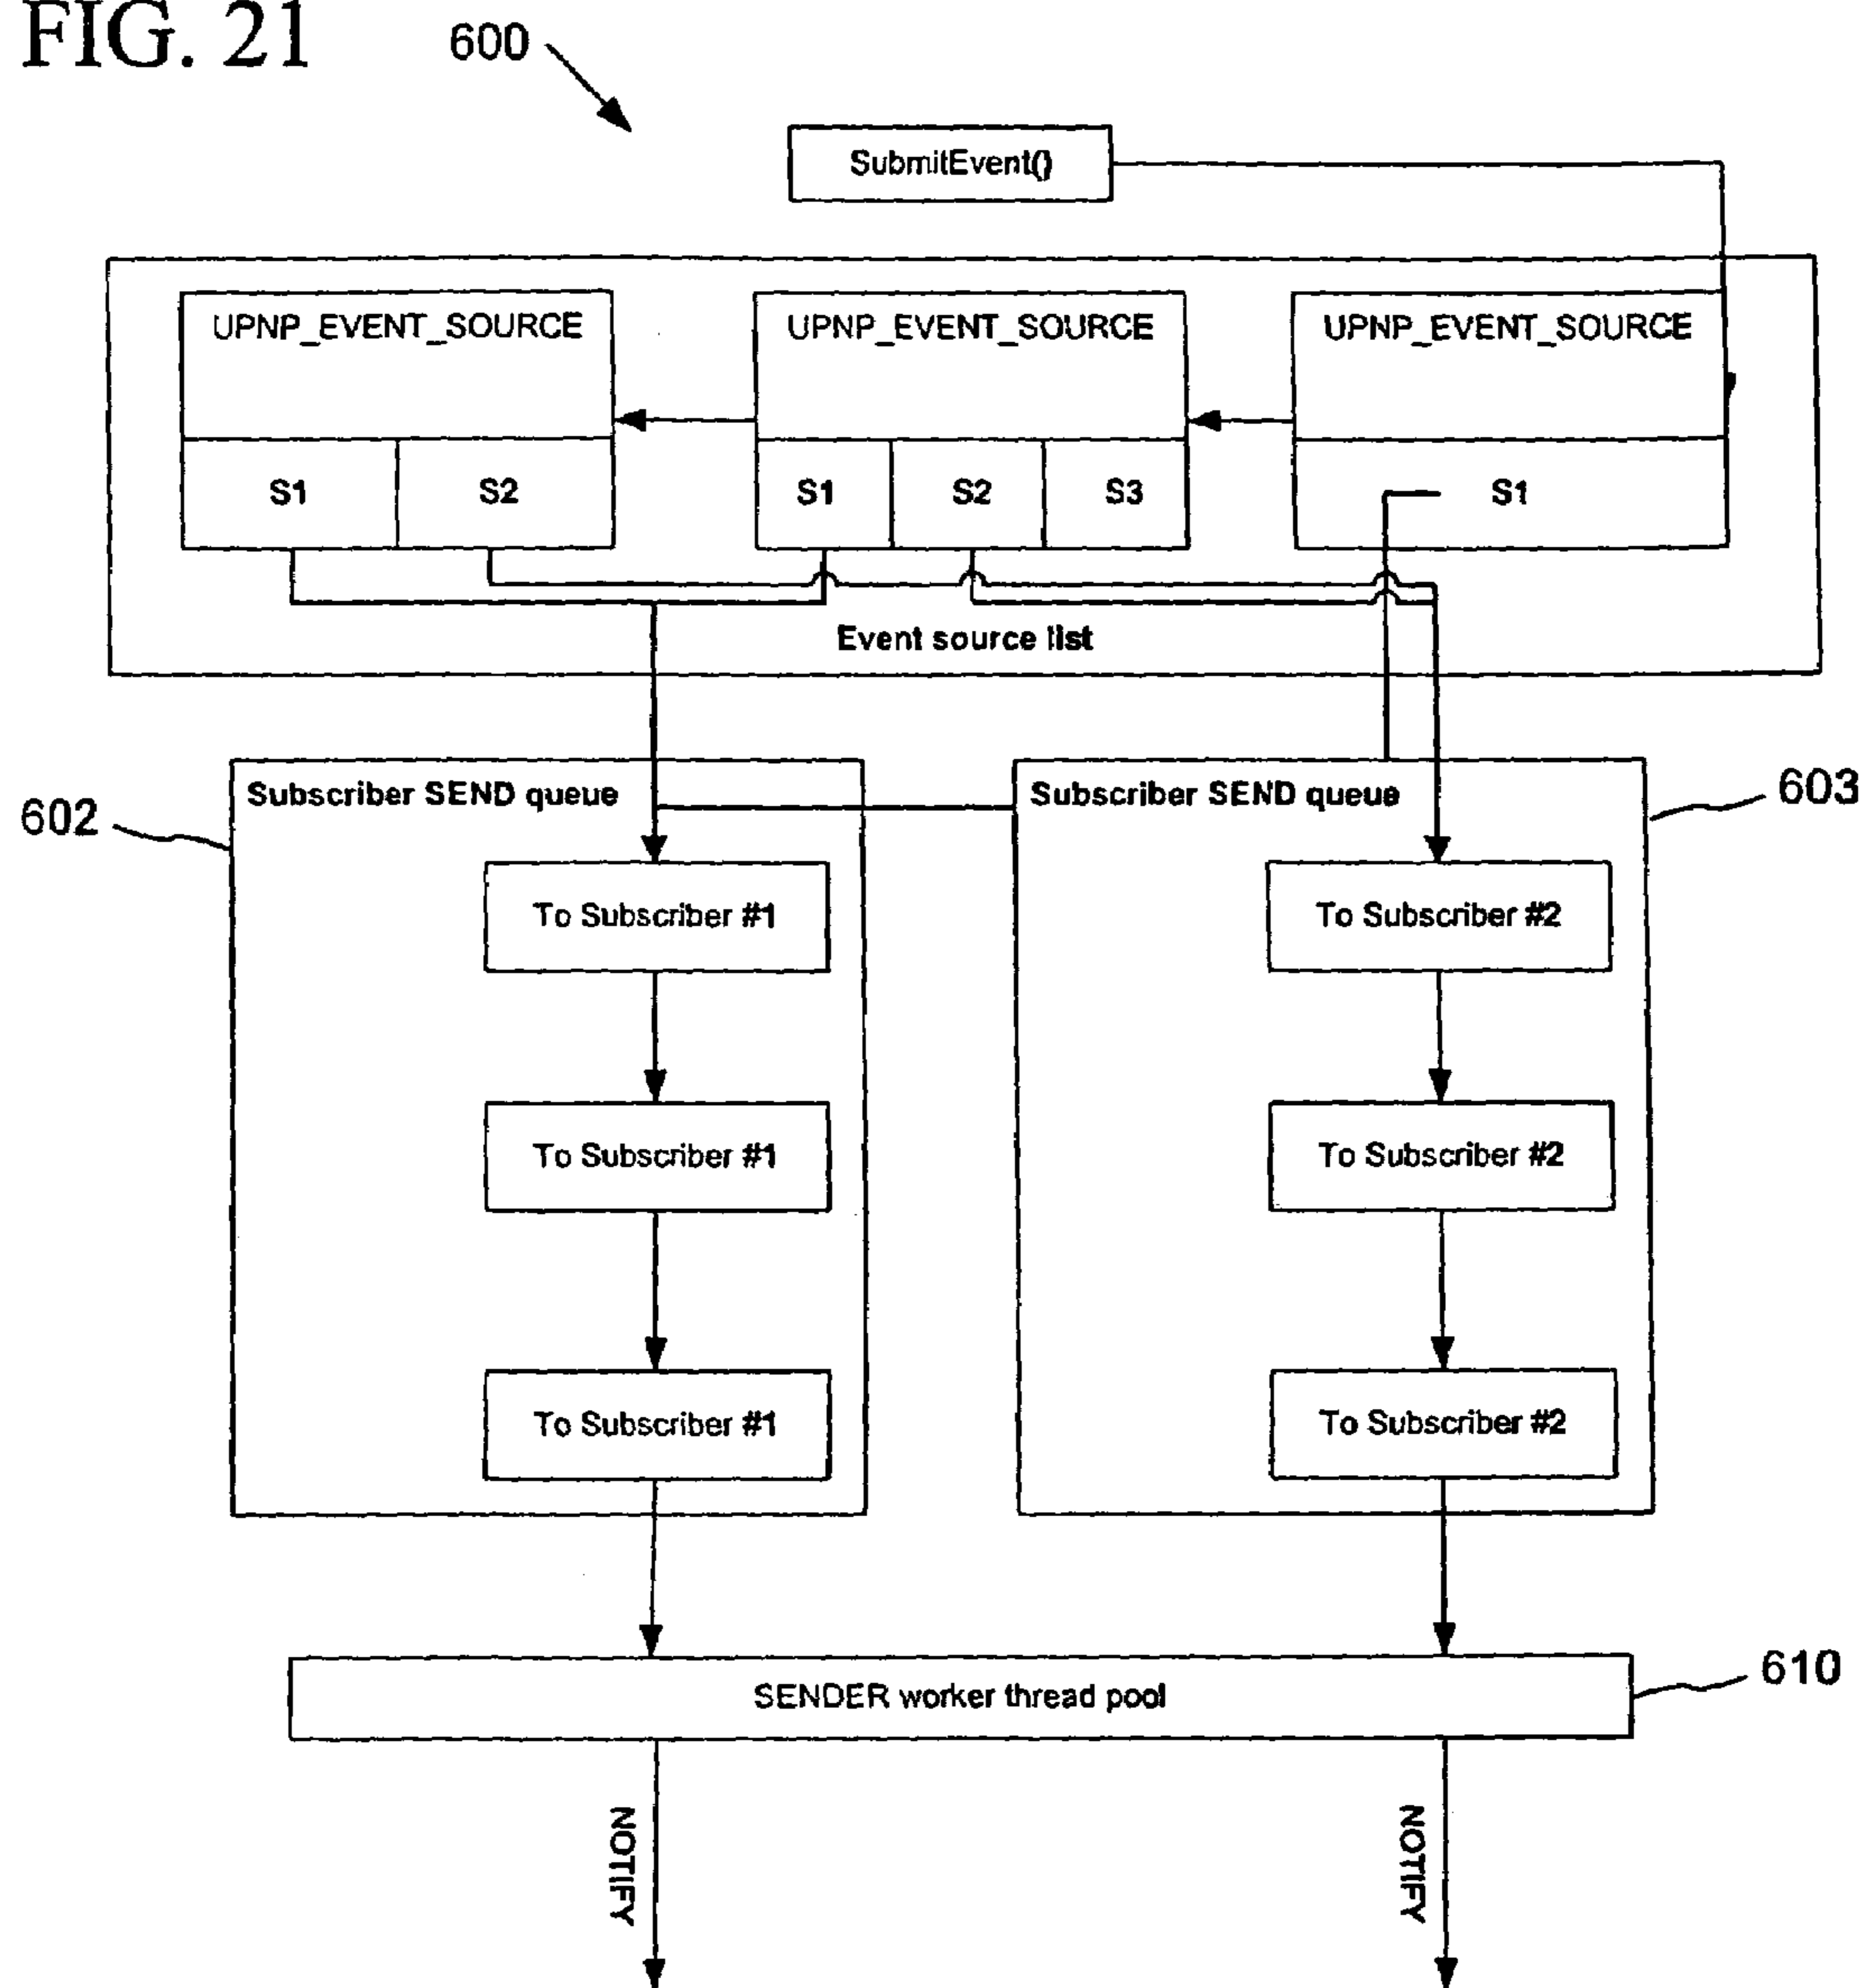 FIG. 21
600
SubmitEvent()
UPNP_EVENT_SOURCE
UPNP_EVENT_SOURCE
UPNP_EVENT_SOURCE
S1
S2
S1
S2
S3
S1
Event source list
602
Subscriber SEND queue
Subscriber SEND queue
603
To Subscriber #1
To Subscriber #2
To Subscriber #1
To Subscriber #2
To Subscriber #1
To Subscriber #2
SENDER worker thread pool
610
NOTIFY
NOTIFY